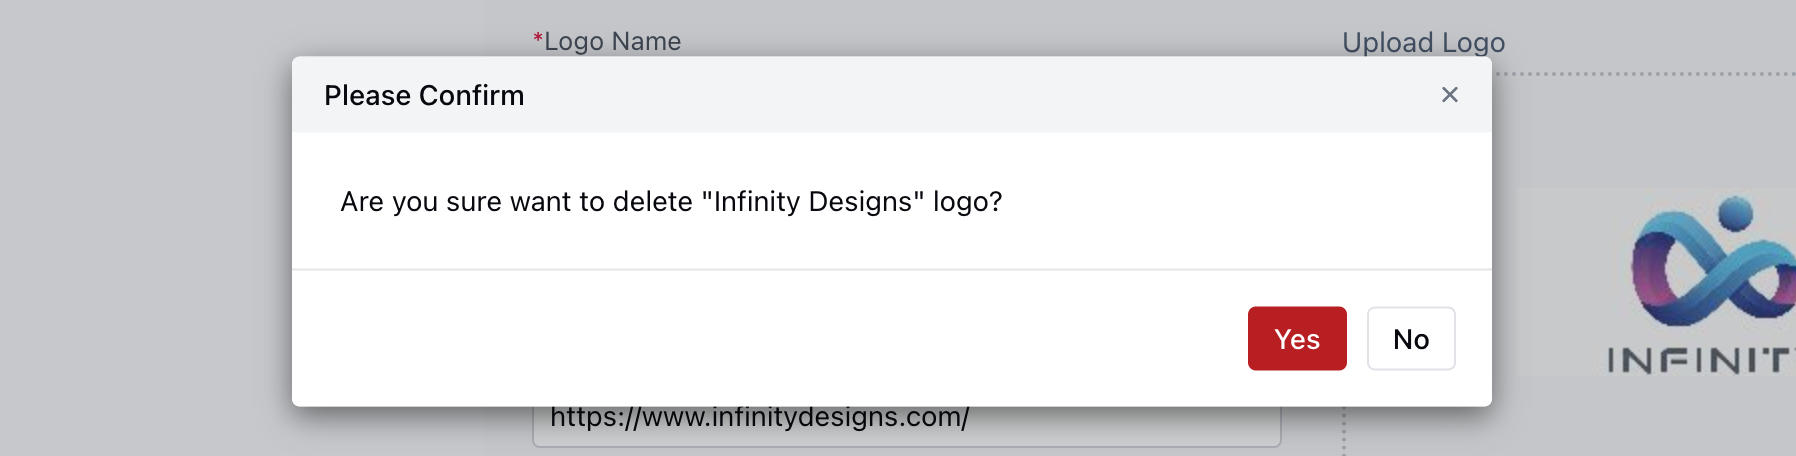 *Logo Name
Upload Logo
Please Confirm
Are you sure want to delete "Infinity Designs" logo?
Yes
No
INFINIT
https://www.infinitydesigns.com/